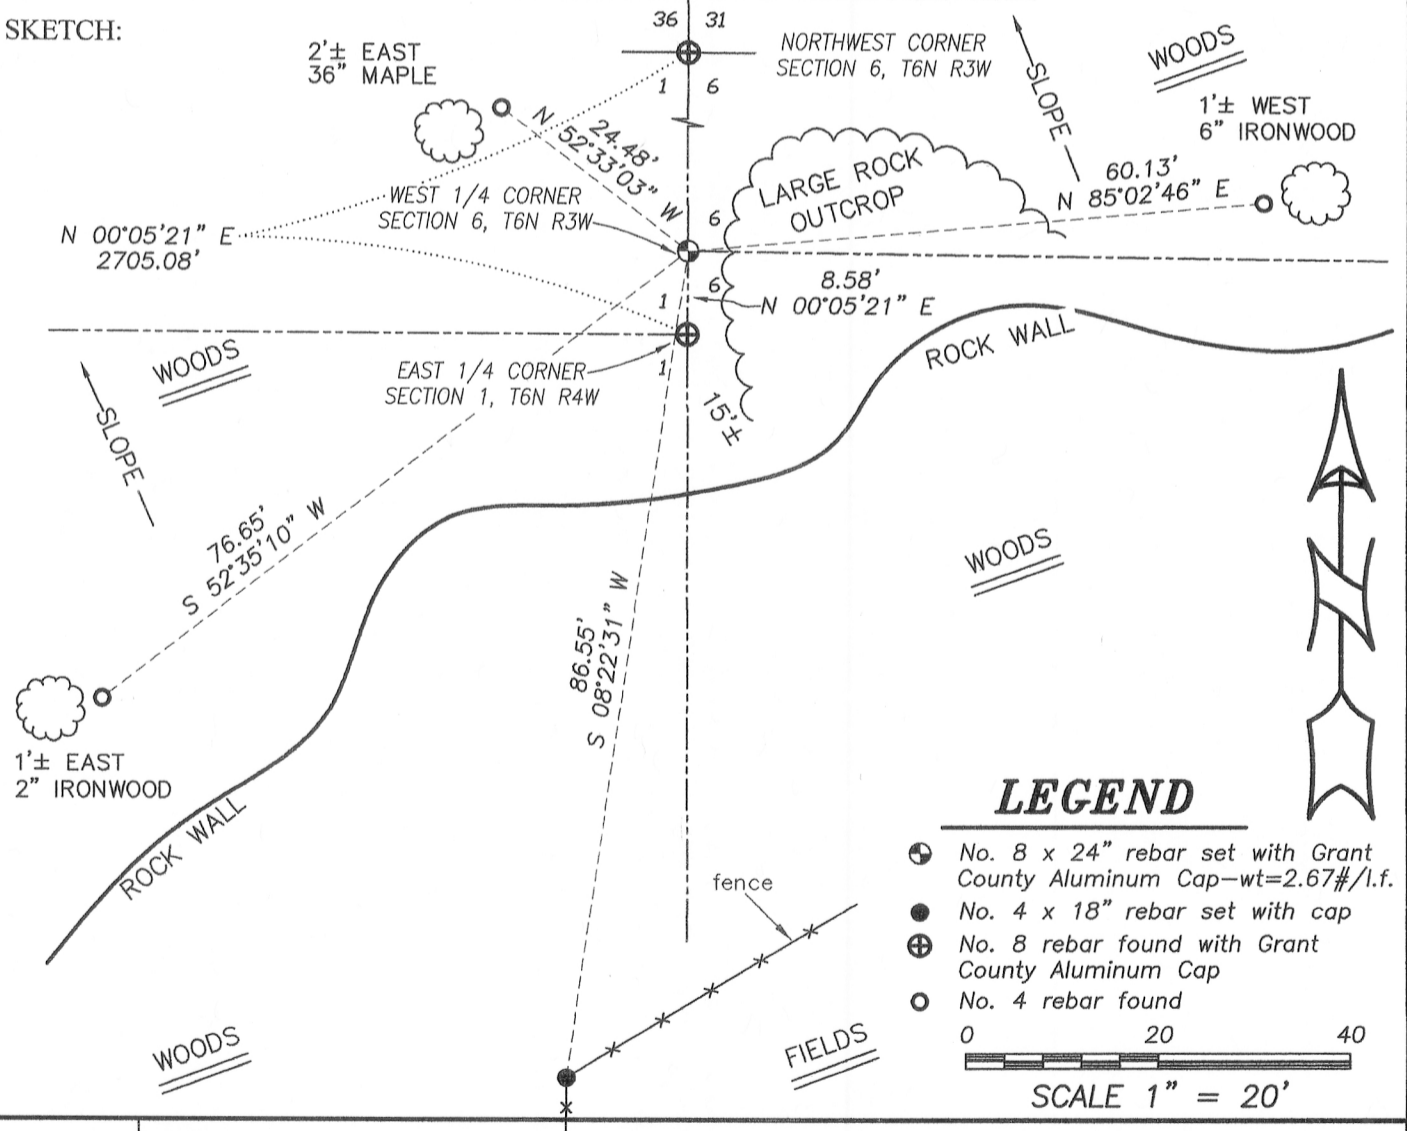 SKETCH:
36 31
2'± EAST
36" MAPLE
NORTHWEST CORNER
SECTION 6, T6N R3W
1 6
SLOPE
WOODS
1'± WEST
6" IRONWOOD
24.48'
N 52°33'03" W
LARGE ROCK
OUTCROP
60.13'
N 85°02'46" E
WEST 1/4 CORNER
SECTION 6, T6N R3W
6
N 00°05'21" E
2705.08'
1 6
8.58'
N 00°05'21" E
ROCK WALL
WOODS
EAST 1/4 CORNER
SECTION 1, T6N R4W
1
15'±
SLOPE
76.65'
S 52°35'10" W
WOODS
86.55'
S 08°22'31" W
1'± EAST
2" IRONWOOD
ROCK WALL
N
LEGEND
No. 8 x 24" rebar set with Grant
County Aluminum Cap-wt=2.67#/l.f.
fence
No. 4 x 18" rebar set with cap
No. 8 rebar found with Grant
County Aluminum Cap
No. 4 rebar found
WOODS
FIELDS
0 20 40
SCALE 1" = 20'